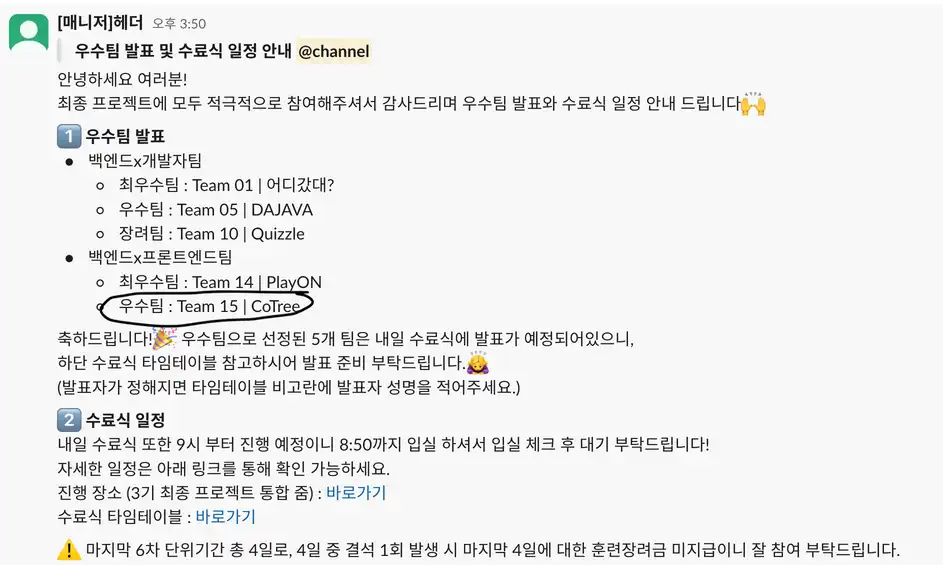 [매니저]헤더 오후 3:50
우수팀 발표 및 수료식 일정 안내 @channel
안녕하세요 여러분!
최종 프로젝트에 모두 적극적으로 참여해주셔서 감사드리며 우수팀 발표와 수료식 일정 안내 드립니다🙌
1 우수팀 발표
● 백엔드x개발자팀
○ 최우수팀 : Team 01 | 어디갔대?
○ 우수팀 : Team 05 | DAJAVA
○ 장려팀 : Team 10 | Quizzle
● 백엔드x프론트엔드팀
○ 최우수팀 : Team 14 | PlayON
○ 우수팀 : Team 15 | CoTree
축하드립니다!🎉 우수팀으로 선정된 5개 팀은 내일 수료식에 발표가 예정되어있으니,
하단 수료식 타임테이블 참고하시어 발표 준비 부탁드립니다.🙇‍♀️
(발표자가 정해지면 타임테이블 비고란에 발표자 성명을 적어주세요.)
2 수료식 일정
내일 수료식 또한 9시 부터 진행 예정이니 8:50까지 입실 하셔서 입실 체크 후 대기 부탁드립니다!
자세한 일정은 아래 링크를 통해 확인 가능하세요.
진행 장소 (3기 최종 프로젝트 통합 줌) : 바로가기
수료식 타임테이블 : 바로가기
⚠️ 마지막 6차 단위기간 총 4일로, 4일 중 결석 1회 발생 시 마지막 4일에 대한 훈련장려금 미지급이니 잘 참여 부탁드립니다.